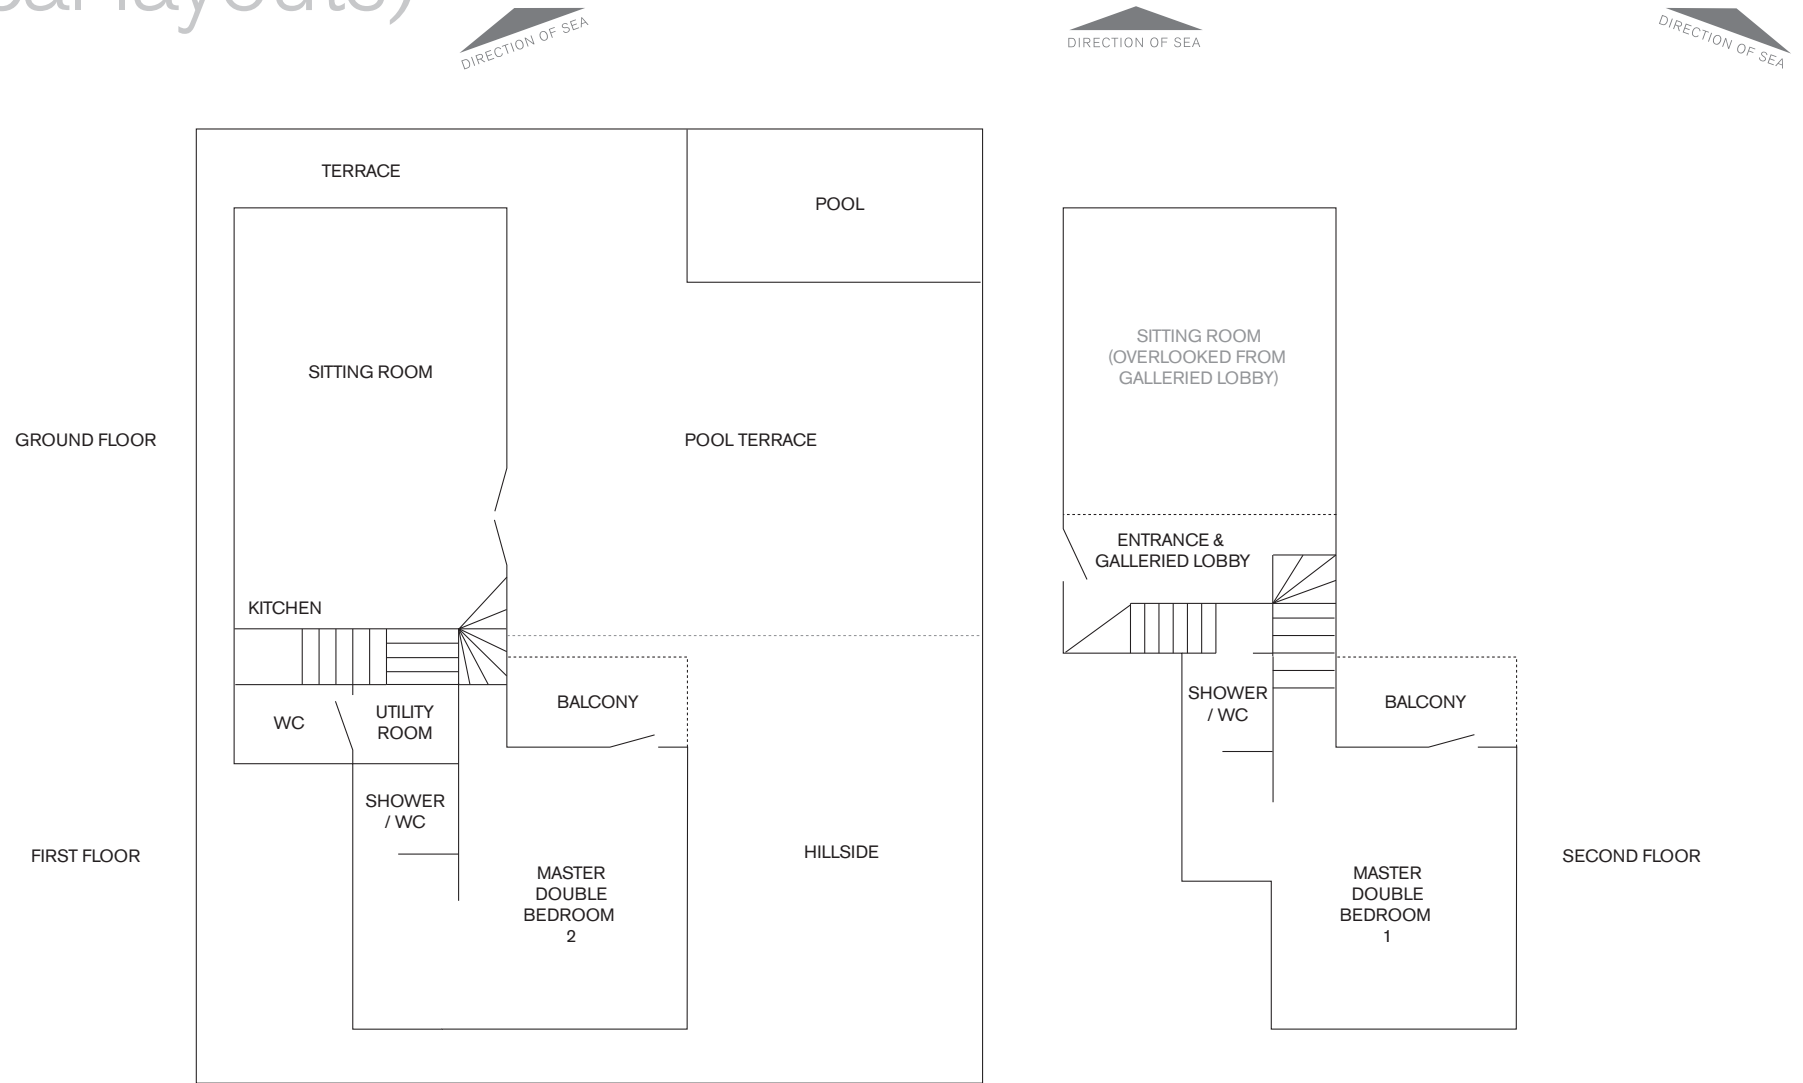 layouts)
DIRECTION OF SEA
DIRECTION OF SEA
DIRECTION OF SEA
TERRACE
POOL
SITTING ROOM
SITTING ROOM
(OVERLOOKED FROM
GALLERIED LOBBY)
GROUND FLOOR
POOL TERRACE
ENTRANCE &
GALLERIED LOBBY
KITCHEN
BALCONY
WC
UTILITY
ROOM
SHOWER
/ WC
BALCONY
SHOWER
/ WC
FIRST FLOOR
MASTER
DOUBLE
BEDROOM
2
HILLSIDE
MASTER
DOUBLE
BEDROOM
1
SECOND FLOOR